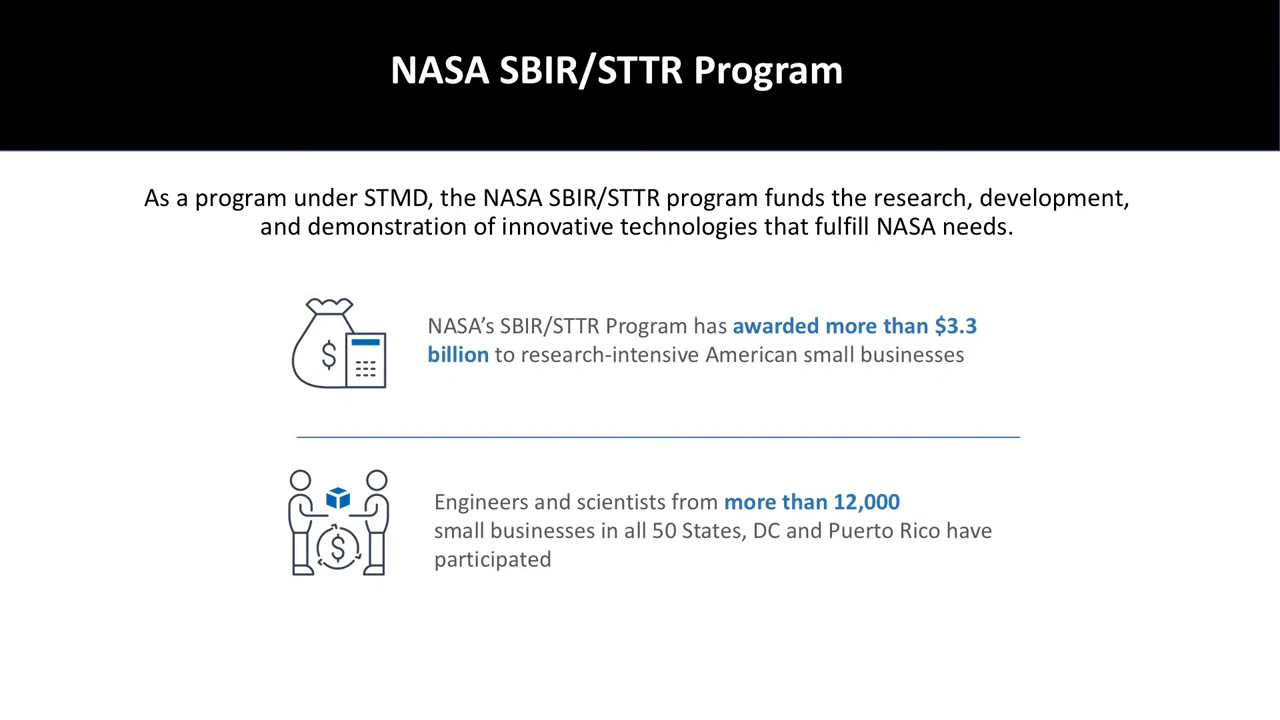 NASA SBIR/STTR Program
As a program under STMD, the NASA SBIR/STTR program funds the research, development,
and demonstration of innovative technologies that fulfill NASA needs.
$
NASA’s SBIR/STTR Program has awarded more than $3.3
billion to research-intensive American small businesses
$
Engineers and scientists from more than 12,000
small businesses in all 50 States, DC and Puerto Rico have
participated